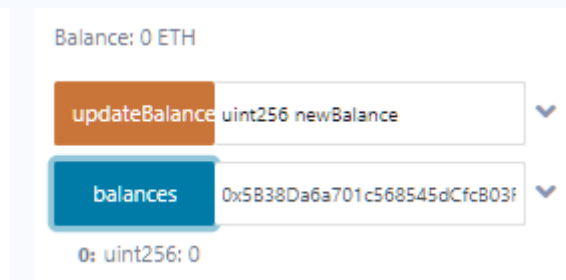 Balance: 0 ETH
updateBalance uint256 newBalance
balances 0x5B38Da6a701c568545dCfcB03F
0: uint256: 0